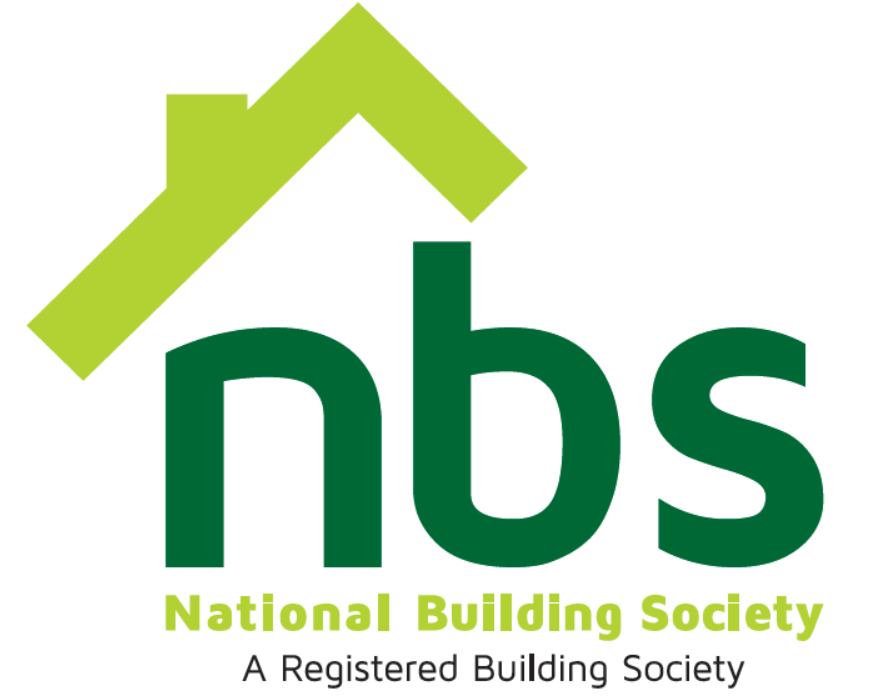 nbs
National Building Society
A Registered Building Society